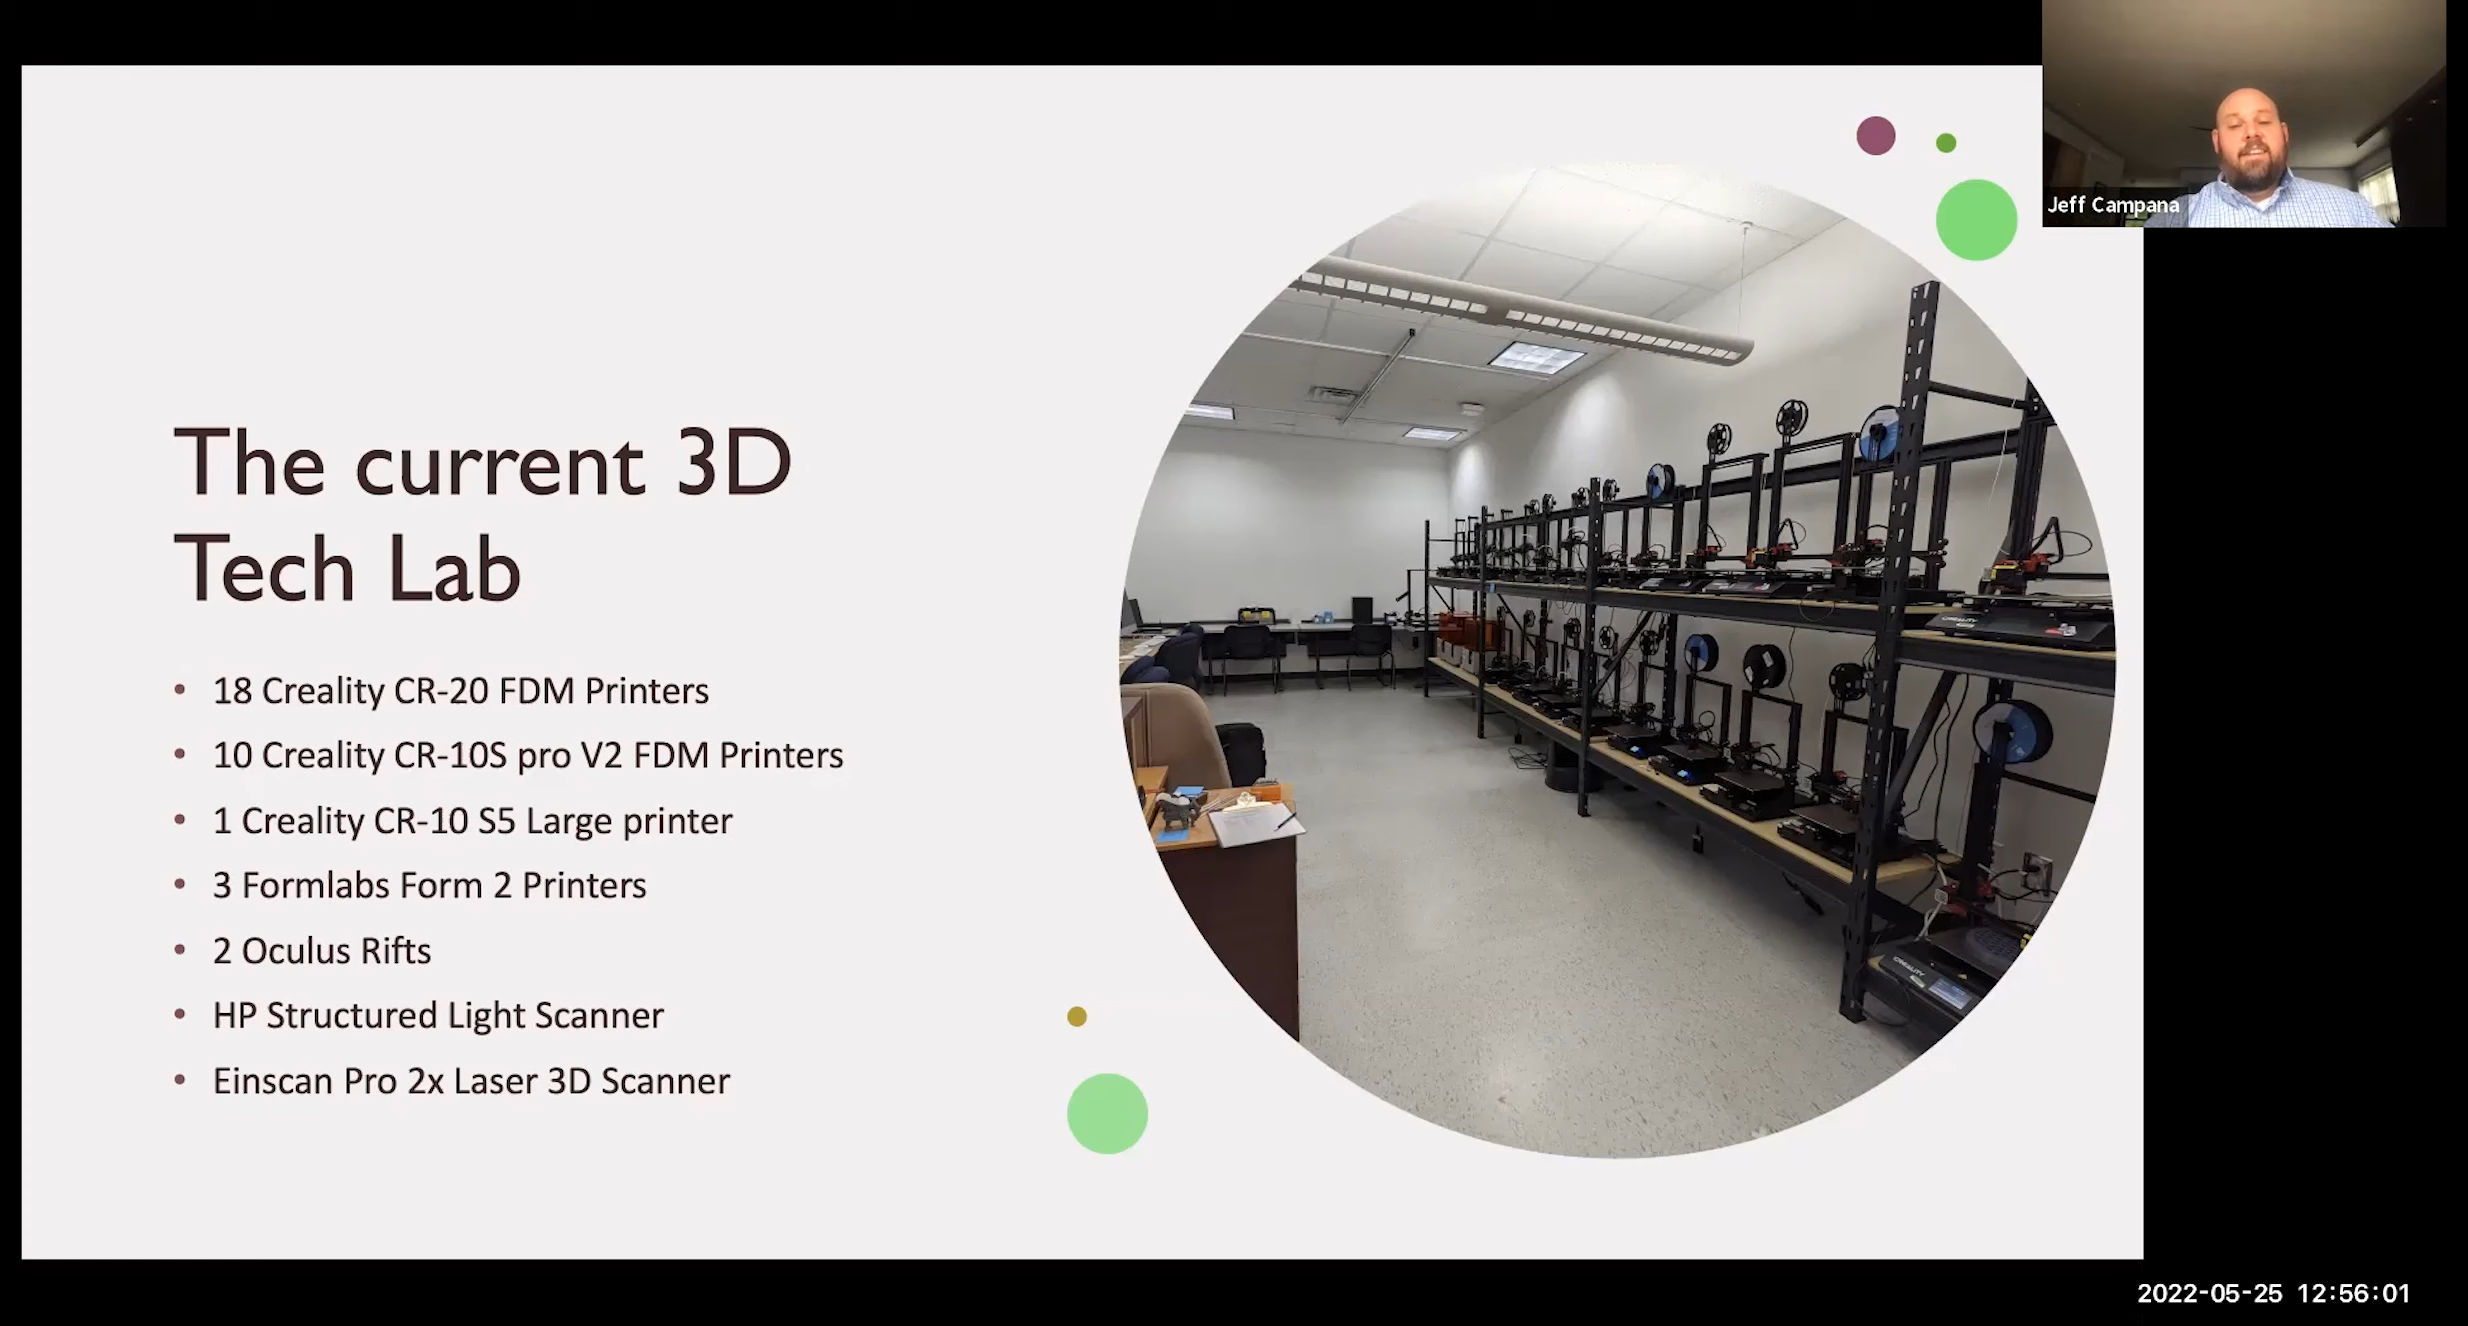 Jeff Campana
The current 3D
Tech Lab
• 18 Creality CR-20 FDM Printers
• 10 Creality CR-10S pro V2 FDM Printers
• 1 Creality CR-10 S5 Large printer
• 3 Formlabs Form 2 Printers
• 2 Oculus Rifts
• HP Structured Light Scanner
• Einscan Pro 2x Laser 3D Scanner
CREALITY
CREALITY
2022-05-25 12:56:01